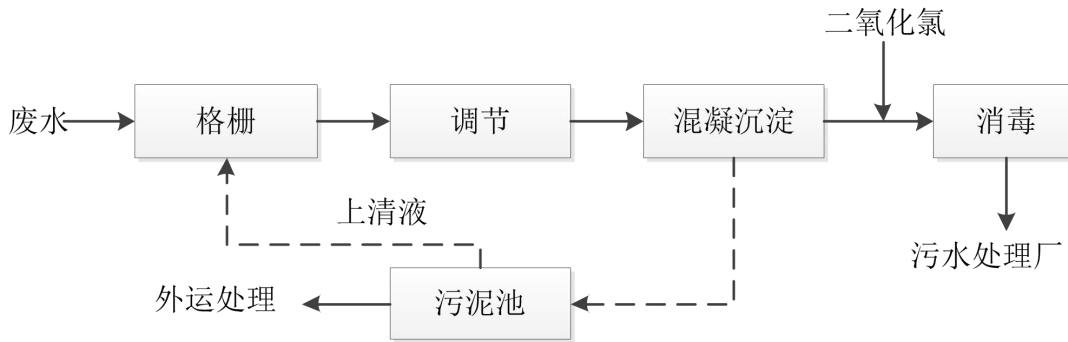 二氧化氯
废水
格栅
调节
混凝沉淀
消毒
上清液
污水处理厂
外运处理
污泥池